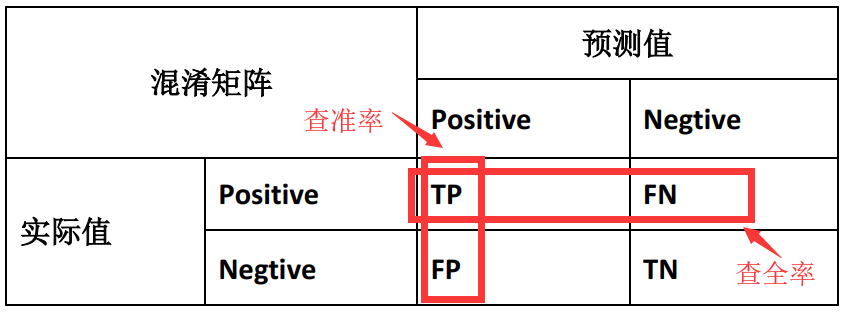 混淆矩阵
预测值
查准率
Positive
Negtive
实际值
Positive
TP
FN
Negtive
FP
TN
查全率